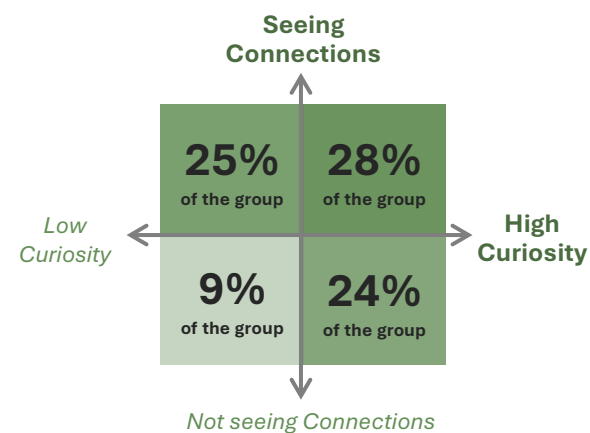 Seeing
Connections
25%
28%
of the group
of the group
Low
Curiosity
High
Curiosity
9%
24%
of the group
of the group
Not seeing Connections